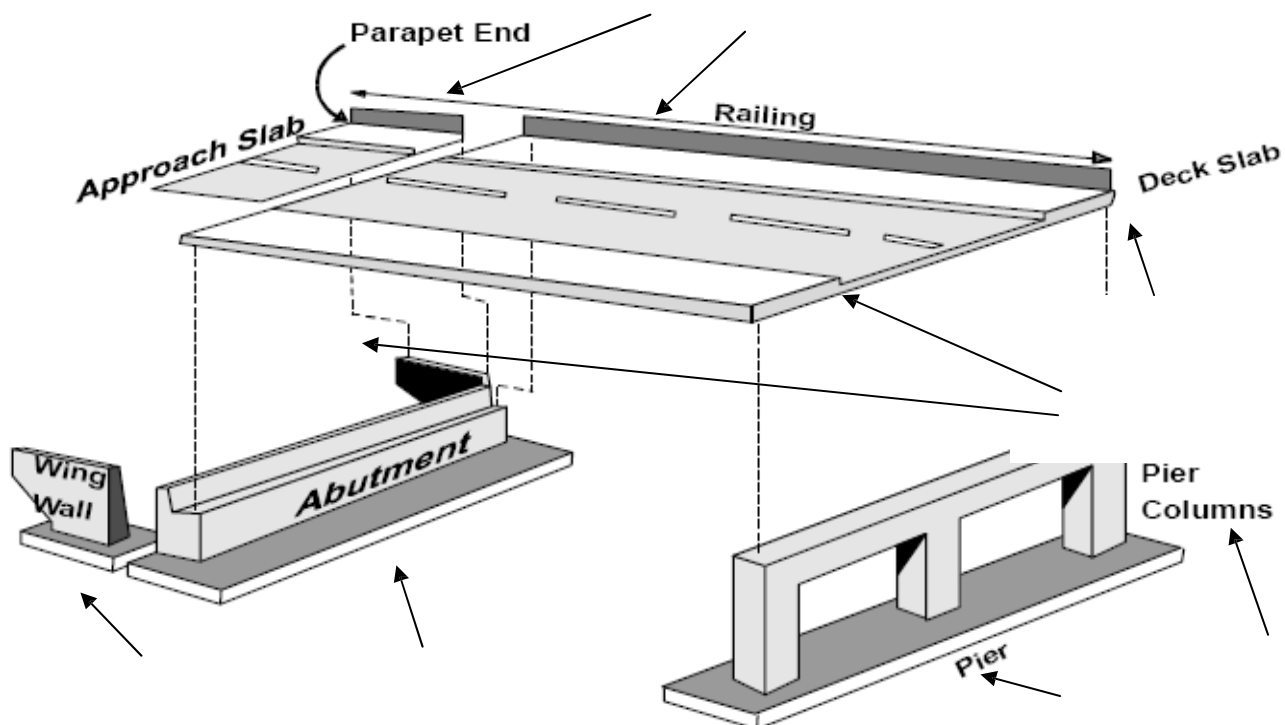 Parapet End
Railing
Approach Slab
Deck Slab
Wing
Wall
Abutment
Pier
Columns
Pier